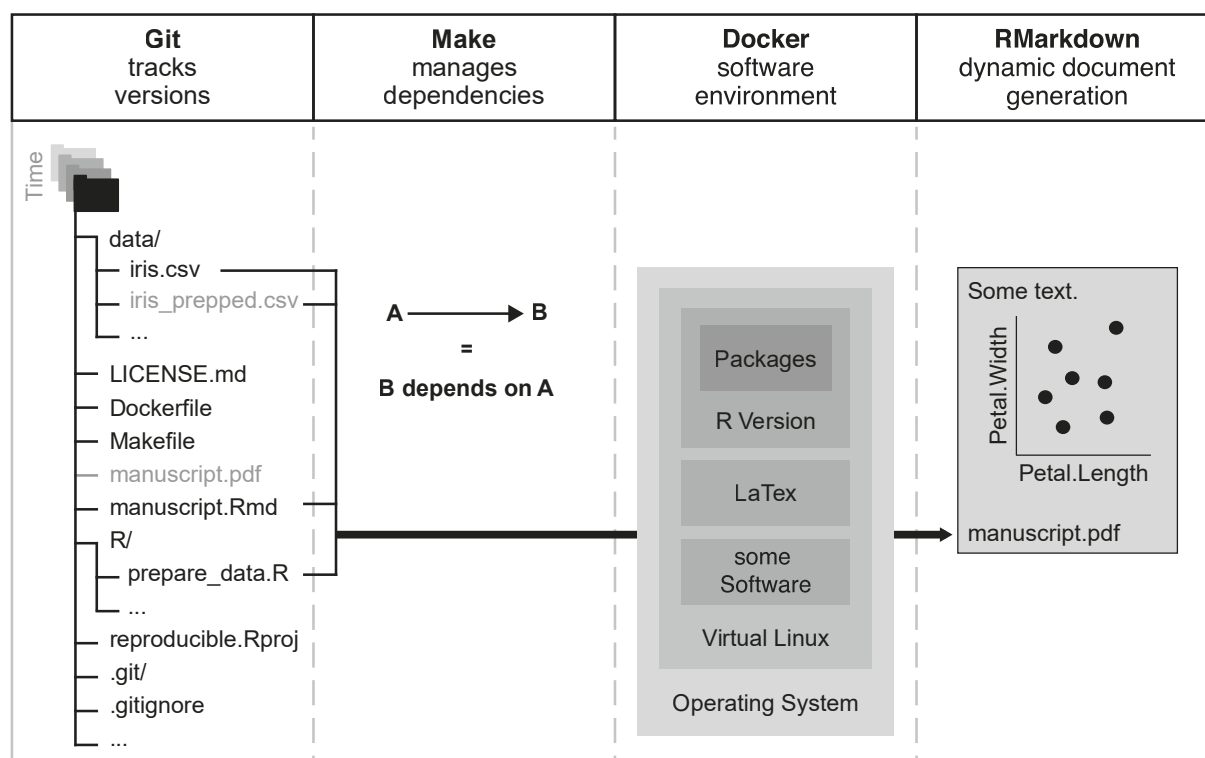 Git
tracks
versions
Make
manages
dependencies
Docker
software
environment
RMarkdown
dynamic document
generation
Time
data/
iris.csv
iris_prepped.csv
...
LICENSE.md
Dockerfile
Makefile
manuscript.pdf
manuscript.Rmd
R/
prepare_data.R
...
reproducible.Rproj
.git/
.gitignore
...
A B
=
B depends on A
Packages
R Version
LaTex
some
Software
Virtual Linux
Operating System
Some text.
Petal.Width
Petal.Length
manuscript.pdf